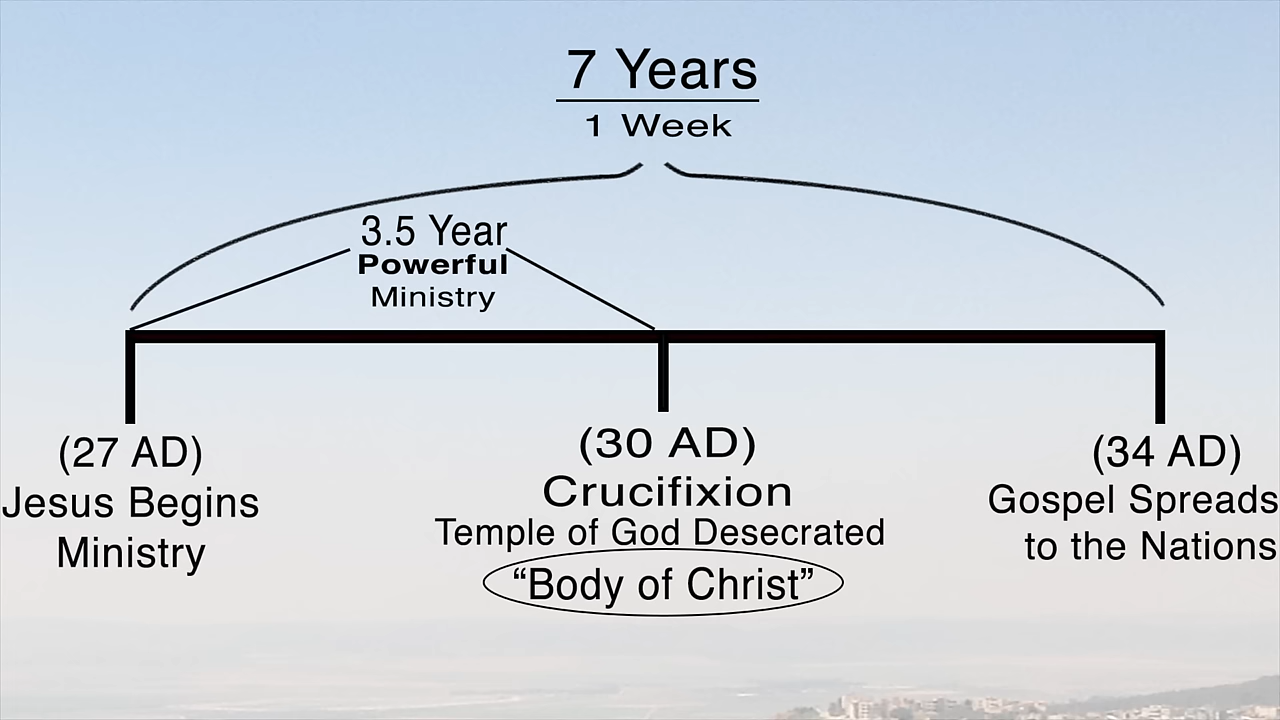 7 Years
1 Week
3.5 Year
Powerful
Ministry
(27 AD)
Jesus Begins
Ministry
(30 AD)
Crucifixion
Temple of God Desecrated
“Body of Christ”
(34 AD)
Gospel Spreads
to the Nations